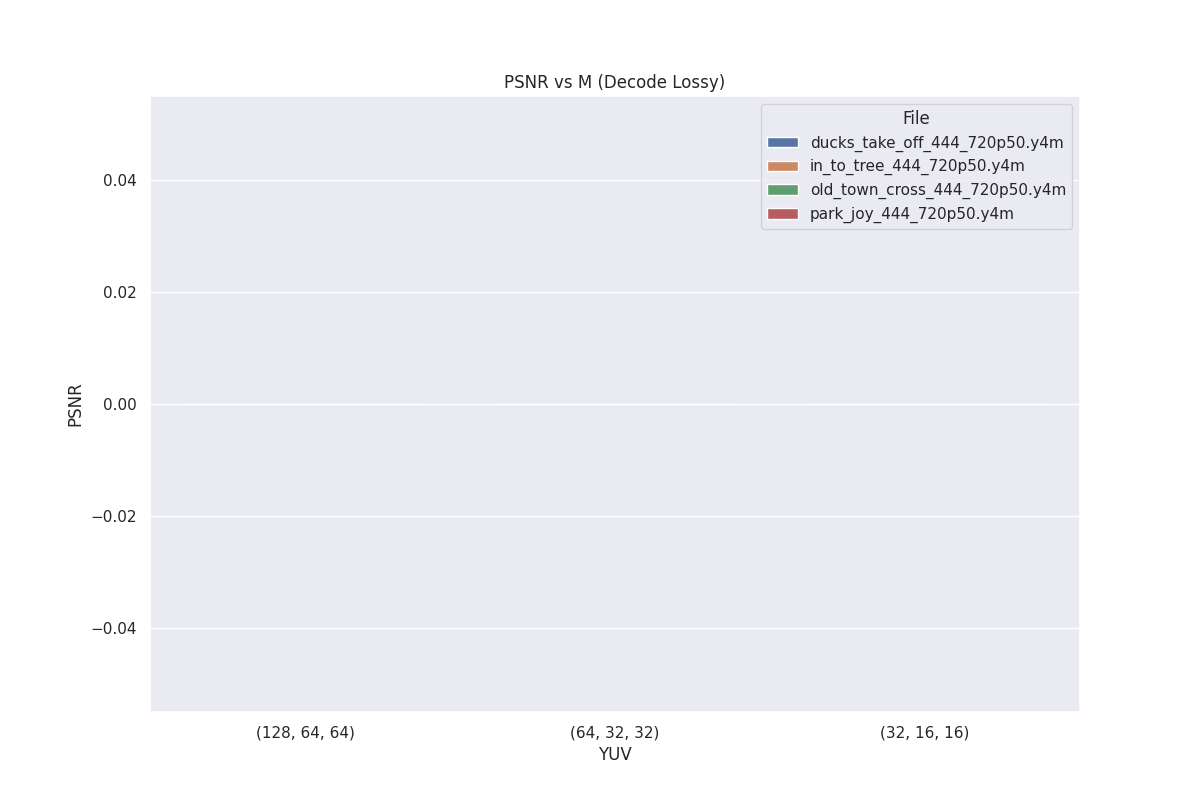 PSNR vs M (Decode Lossy)
File
ducks_take_off_444_720p50.y4m
in_to_tree_444_720p50.y4m
old_town_cross_444_720p50.y4m
park_joy_444_720p50.y4m
0.04
0.02
0.00
−0.02
−0.04
PSNR
(128, 64, 64)
(64, 32, 32)
(32, 16, 16)
YUV